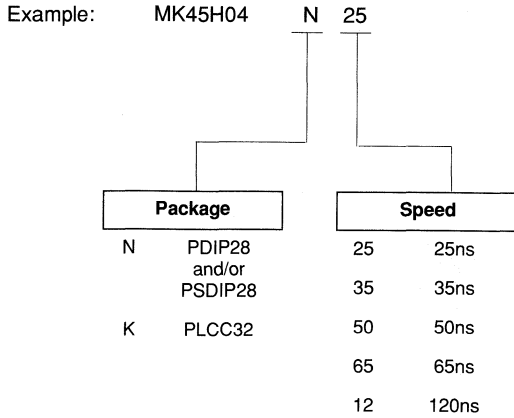 Example: MK45H04 N 25
Package Speed
N PDIP28 25 25ns
and/or
PSDIP28 35 35ns
K PLCC32 50 50ns
65 65ns
12 120ns